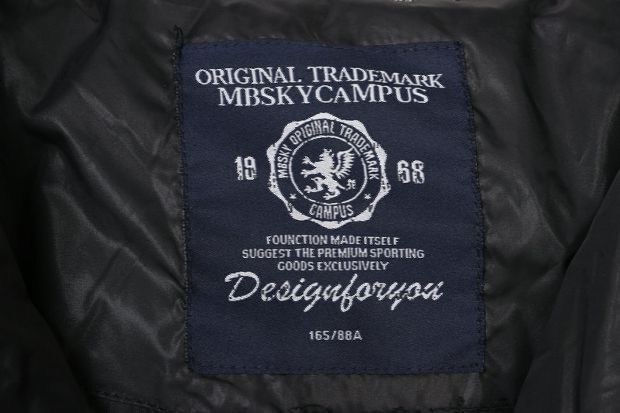 ORIGINAL TRADEMARK
MBSKYCAMPUS
19 68
MBSKY OPIGINAL TRADEMARK
CAMPUS
FOUNCTION MADE ITSELF
SUGGEST THE PREMIUM SPORTING
GOODS EXCLUSIVELY
Designforyou
165/88A